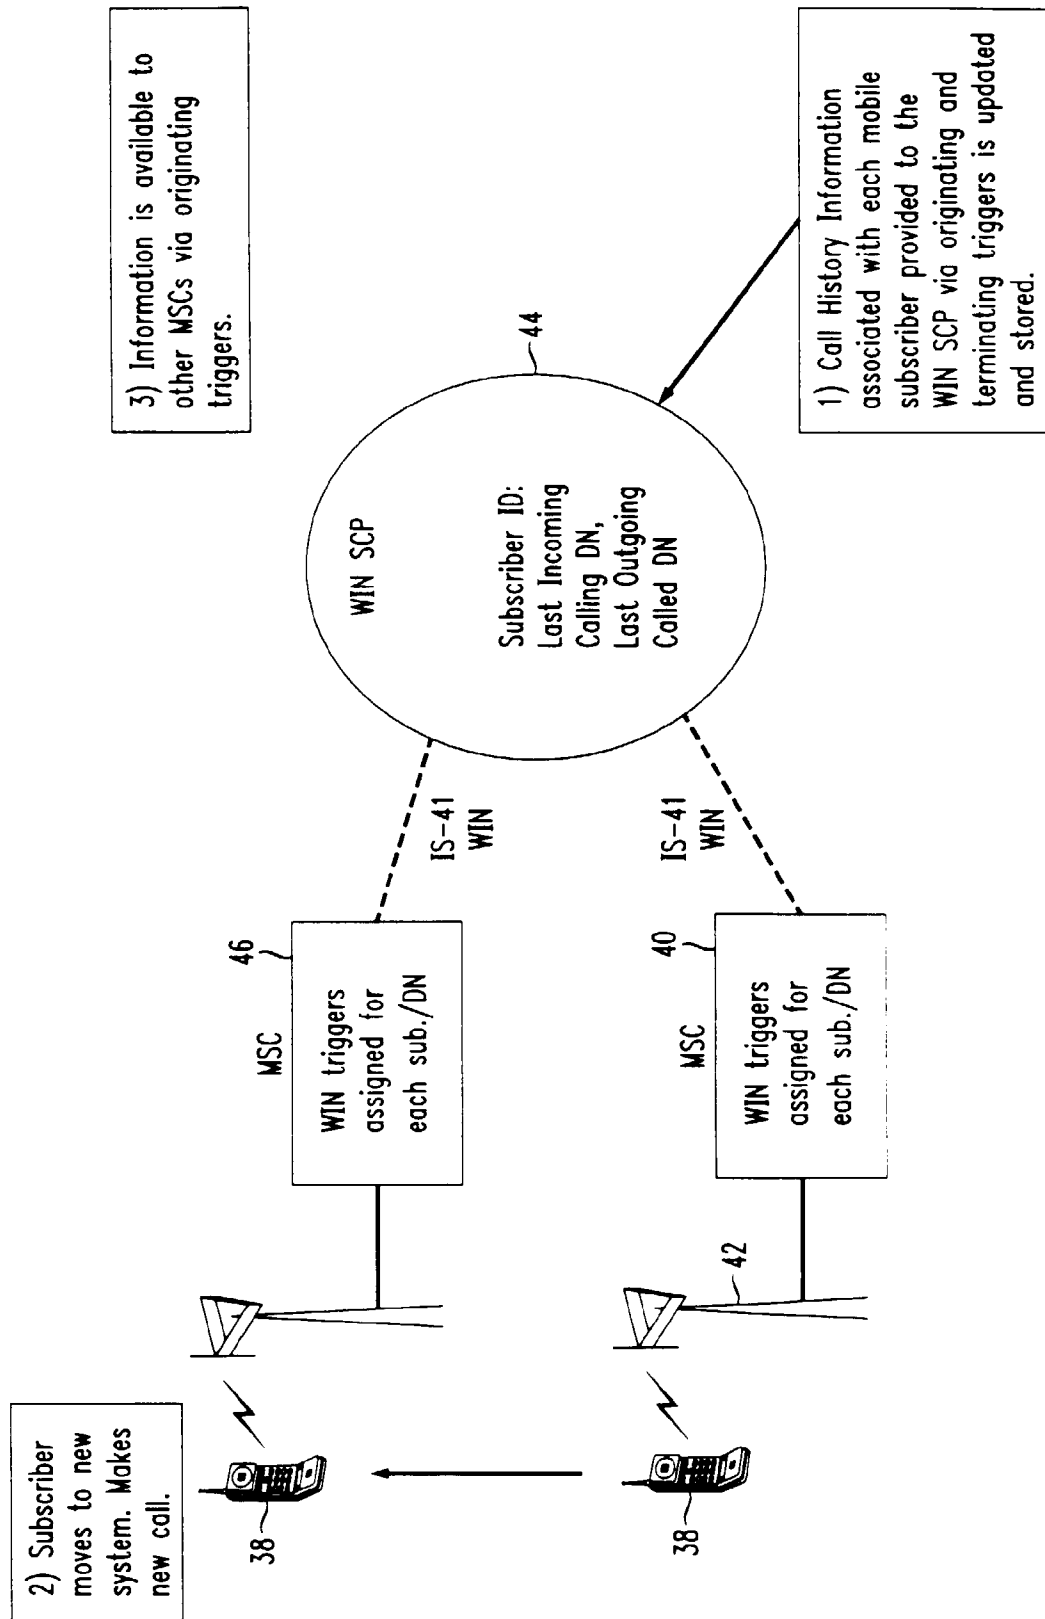 2) Subscriber
moves to new
system. Makes
new call.
38
38
42
MSC
46
WIN triggers
assigned for
each sub./DN
MSC
40
WIN triggers
assigned for
each sub./DN
IS-41
WIN
IS-41
WIN
WIN SCP
44
Subscriber ID:
Last Incoming
Calling DN,
Last Outgoing
Called DN
3) Information is available to
other MSCs via originating
triggers.
1) Call History Information
associated with each mobile
subscriber provided to the
WIN SCP via originating and
terminating triggers is updated
and stored.